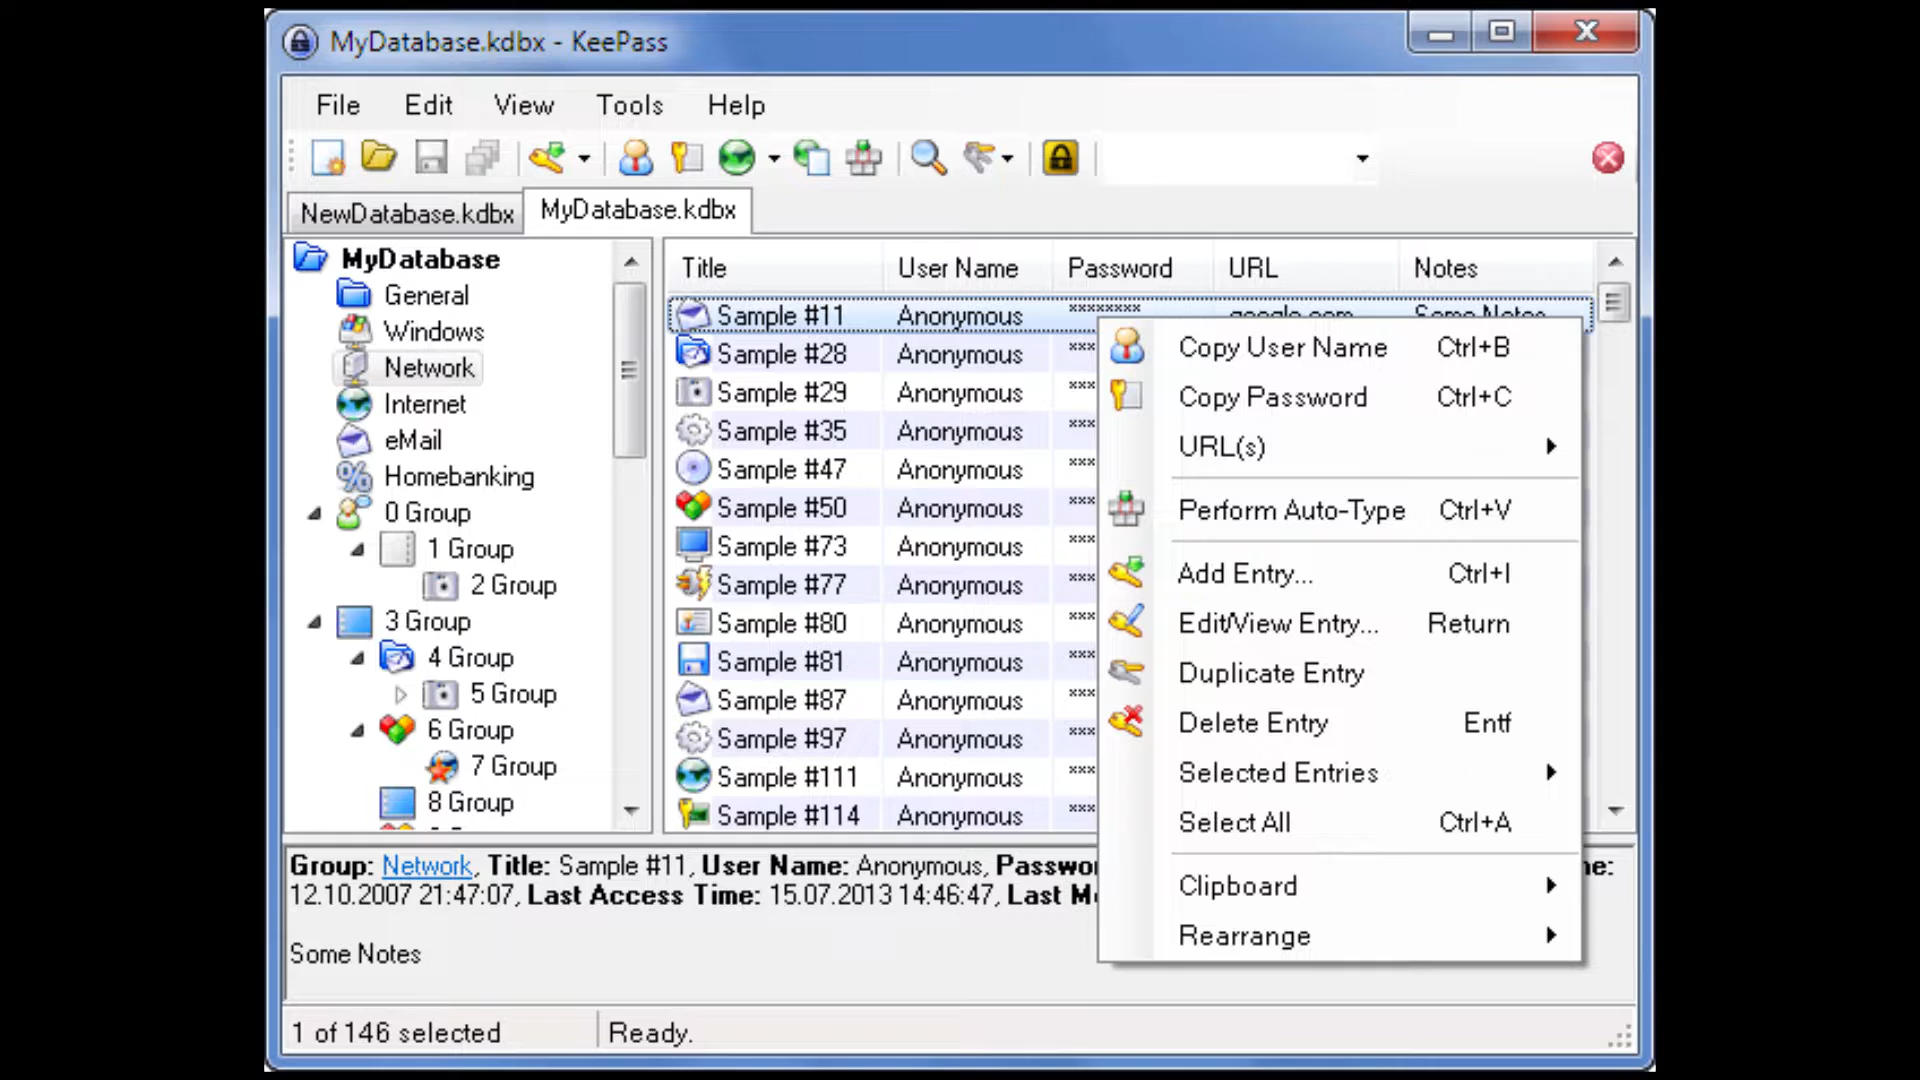 MyDatabase.kdbx - KeePass
File Edit View Tools Help
NewDatabase.kdbx MyDatabase.kdbx
MyDatabase
General
Windows
Network
Internet
eMail
Homebanking
0 Group
1 Group
2 Group
3 Group
4 Group
5 Group
6 Group
7 Group
8 Group
Title User Name Password URL Notes
Sample #11 Anonymous ******** google.com Some Notes
Sample #28 Anonymous ***
Sample #29 Anonymous ***
Sample #35 Anonymous ***
Sample #47 Anonymous ***
Sample #50 Anonymous ***
Sample #73 Anonymous ***
Sample #77 Anonymous ***
Sample #80 Anonymous ***
Sample #81 Anonymous ***
Sample #87 Anonymous ***
Sample #97 Anonymous ***
Sample #111 Anonymous ***
Sample #114 Anonymous ***
Copy User Name Ctrl+B
Copy Password Ctrl+C
URL(s)
Perform Auto-Type Ctrl+V
Add Entry... Ctrl+I
Edit/View Entry... Return
Duplicate Entry
Delete Entry Entf
Selected Entries
Select All Ctrl+A
Clipboard
Rearrange
Group: Network, Title: Sample #11, User Name: Anonymous,
12.10.2007 21:47:07, Last Access Time: 15.07.2013 14:46:47, Last
Some Notes
1 of 146 selected Ready.